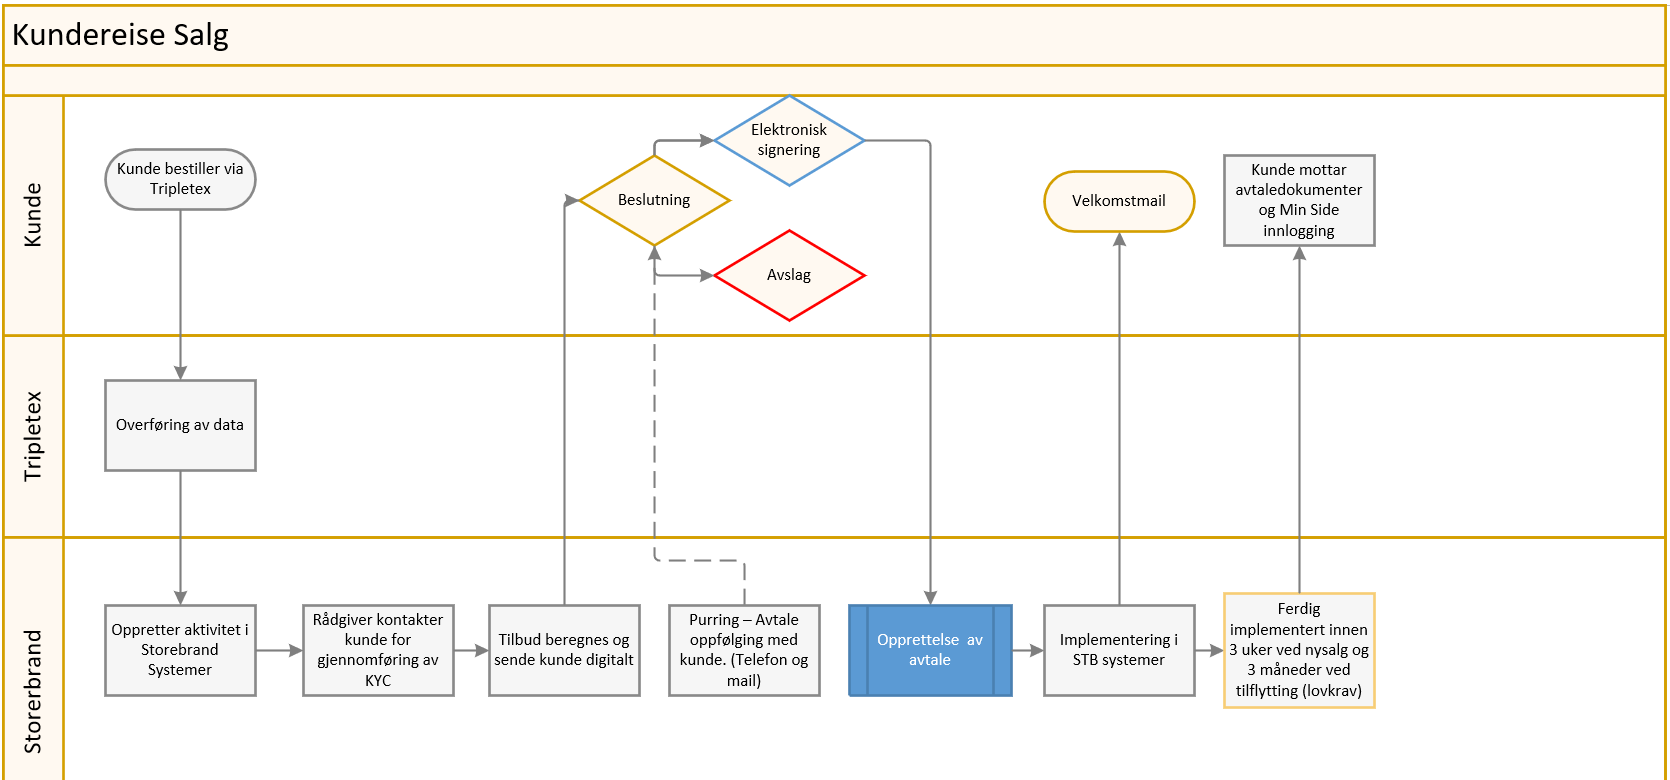 Kundereise Salg
Kunde
Kunde bestiller via
Tripletex
Beslutning
Elektronisk
signering
Avslag
Velkomstmail
Kunde mottar
avtaledokumenter
og Min Side
innlogging
Tripletex
Overføring av data
Storerbrand
Oppretter aktivitet i
Storebrand
Systemer
Rådgiver kontakter
kunde for
gjennomføring av
KYC
Tilbud beregnes og
sende kunde digitalt
Purring – Avtale
oppfølging med
kunde. (Telefon og
mail)
Opprettelse av
avtale
Implementering i
STB systemer
Ferdig
implementert innen
3 uker ved nysalg og
3 måneder ved
tilflytting (lovkrav)